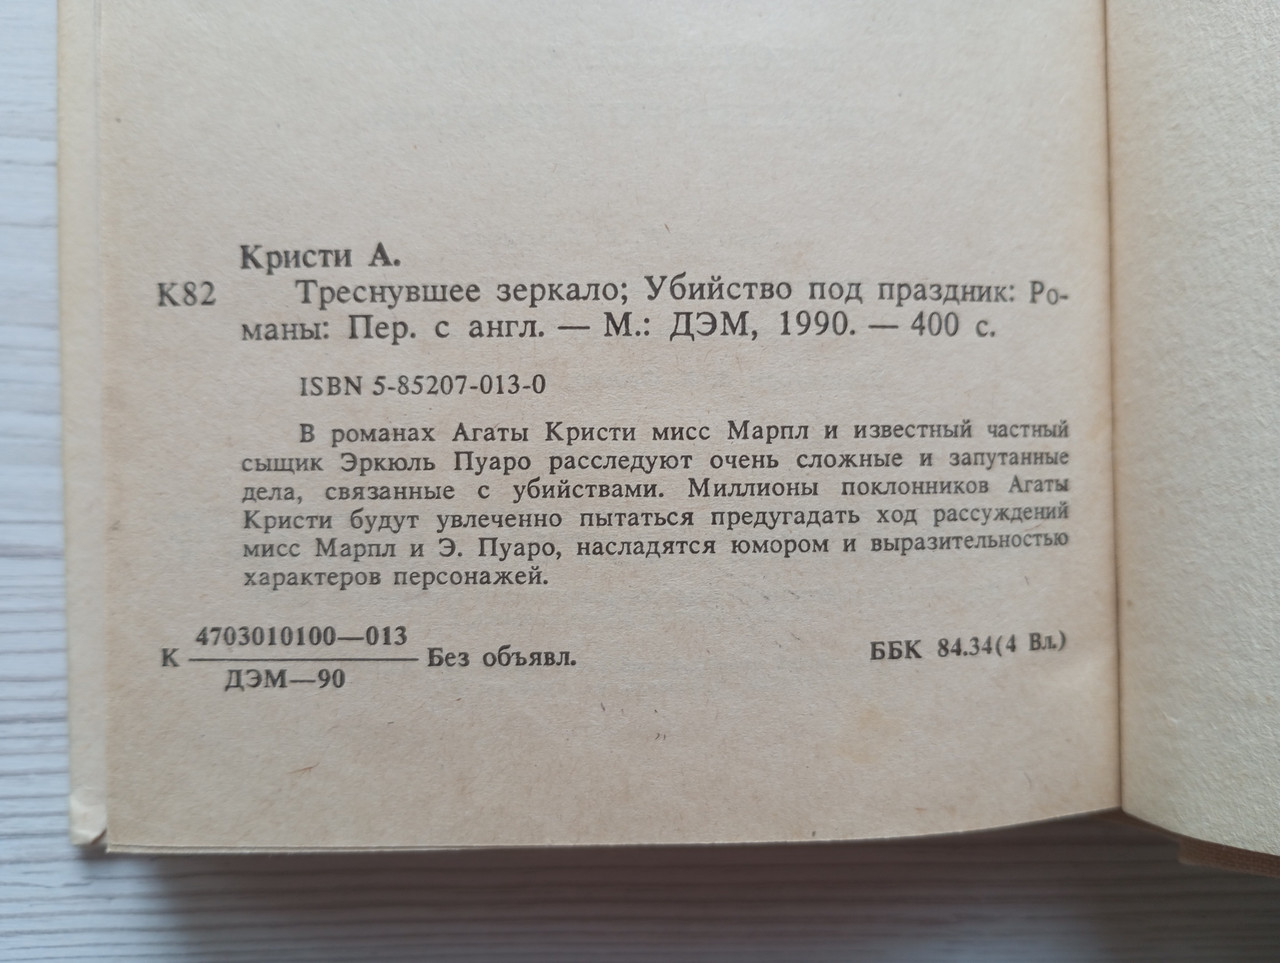 Кристи А.
К82 Треснувшее зеркало; Убийство под праздник: Ро-
маны: Пер. с англ. — М.: ДЭМ, 1990. — 400 с.
ISBN 5-85207-013-0
В романах Агаты Кристи мисс Марпл и известный частный
сыщик Эркюль Пуаро расследуют очень сложные и запутанные
дела, связанные с убийствами. Миллионы поклонников Агаты
Кристи будут увлеченно пытаться предугадать ход рассуждений
мисс Марпл и Э. Пуаро, насладятся юмором и выразительностью
характеров персонажей.
4703010100—013
К Без объявл. ББК 84.34(4 Вл.)
ДЭМ—90